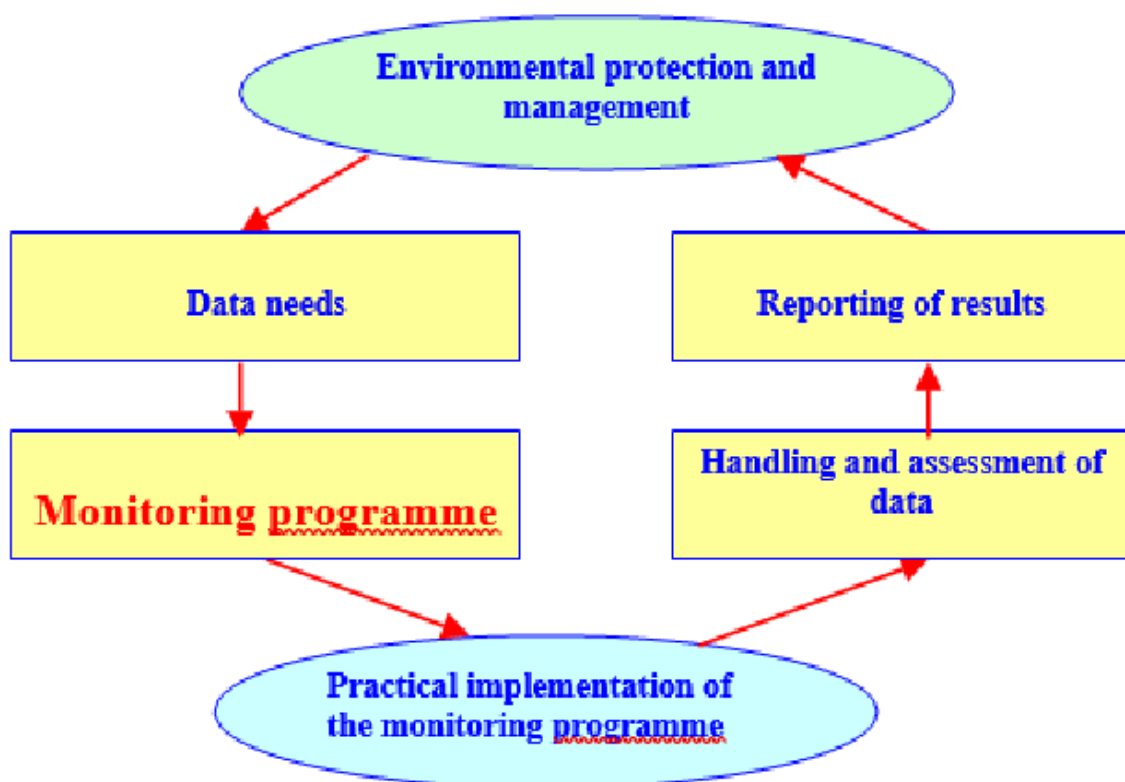 Environmental protection and
management
Data needs
Reporting of results
Monitoring programme
Handling and assessment of
data
Practical implementation of
the monitoring programme